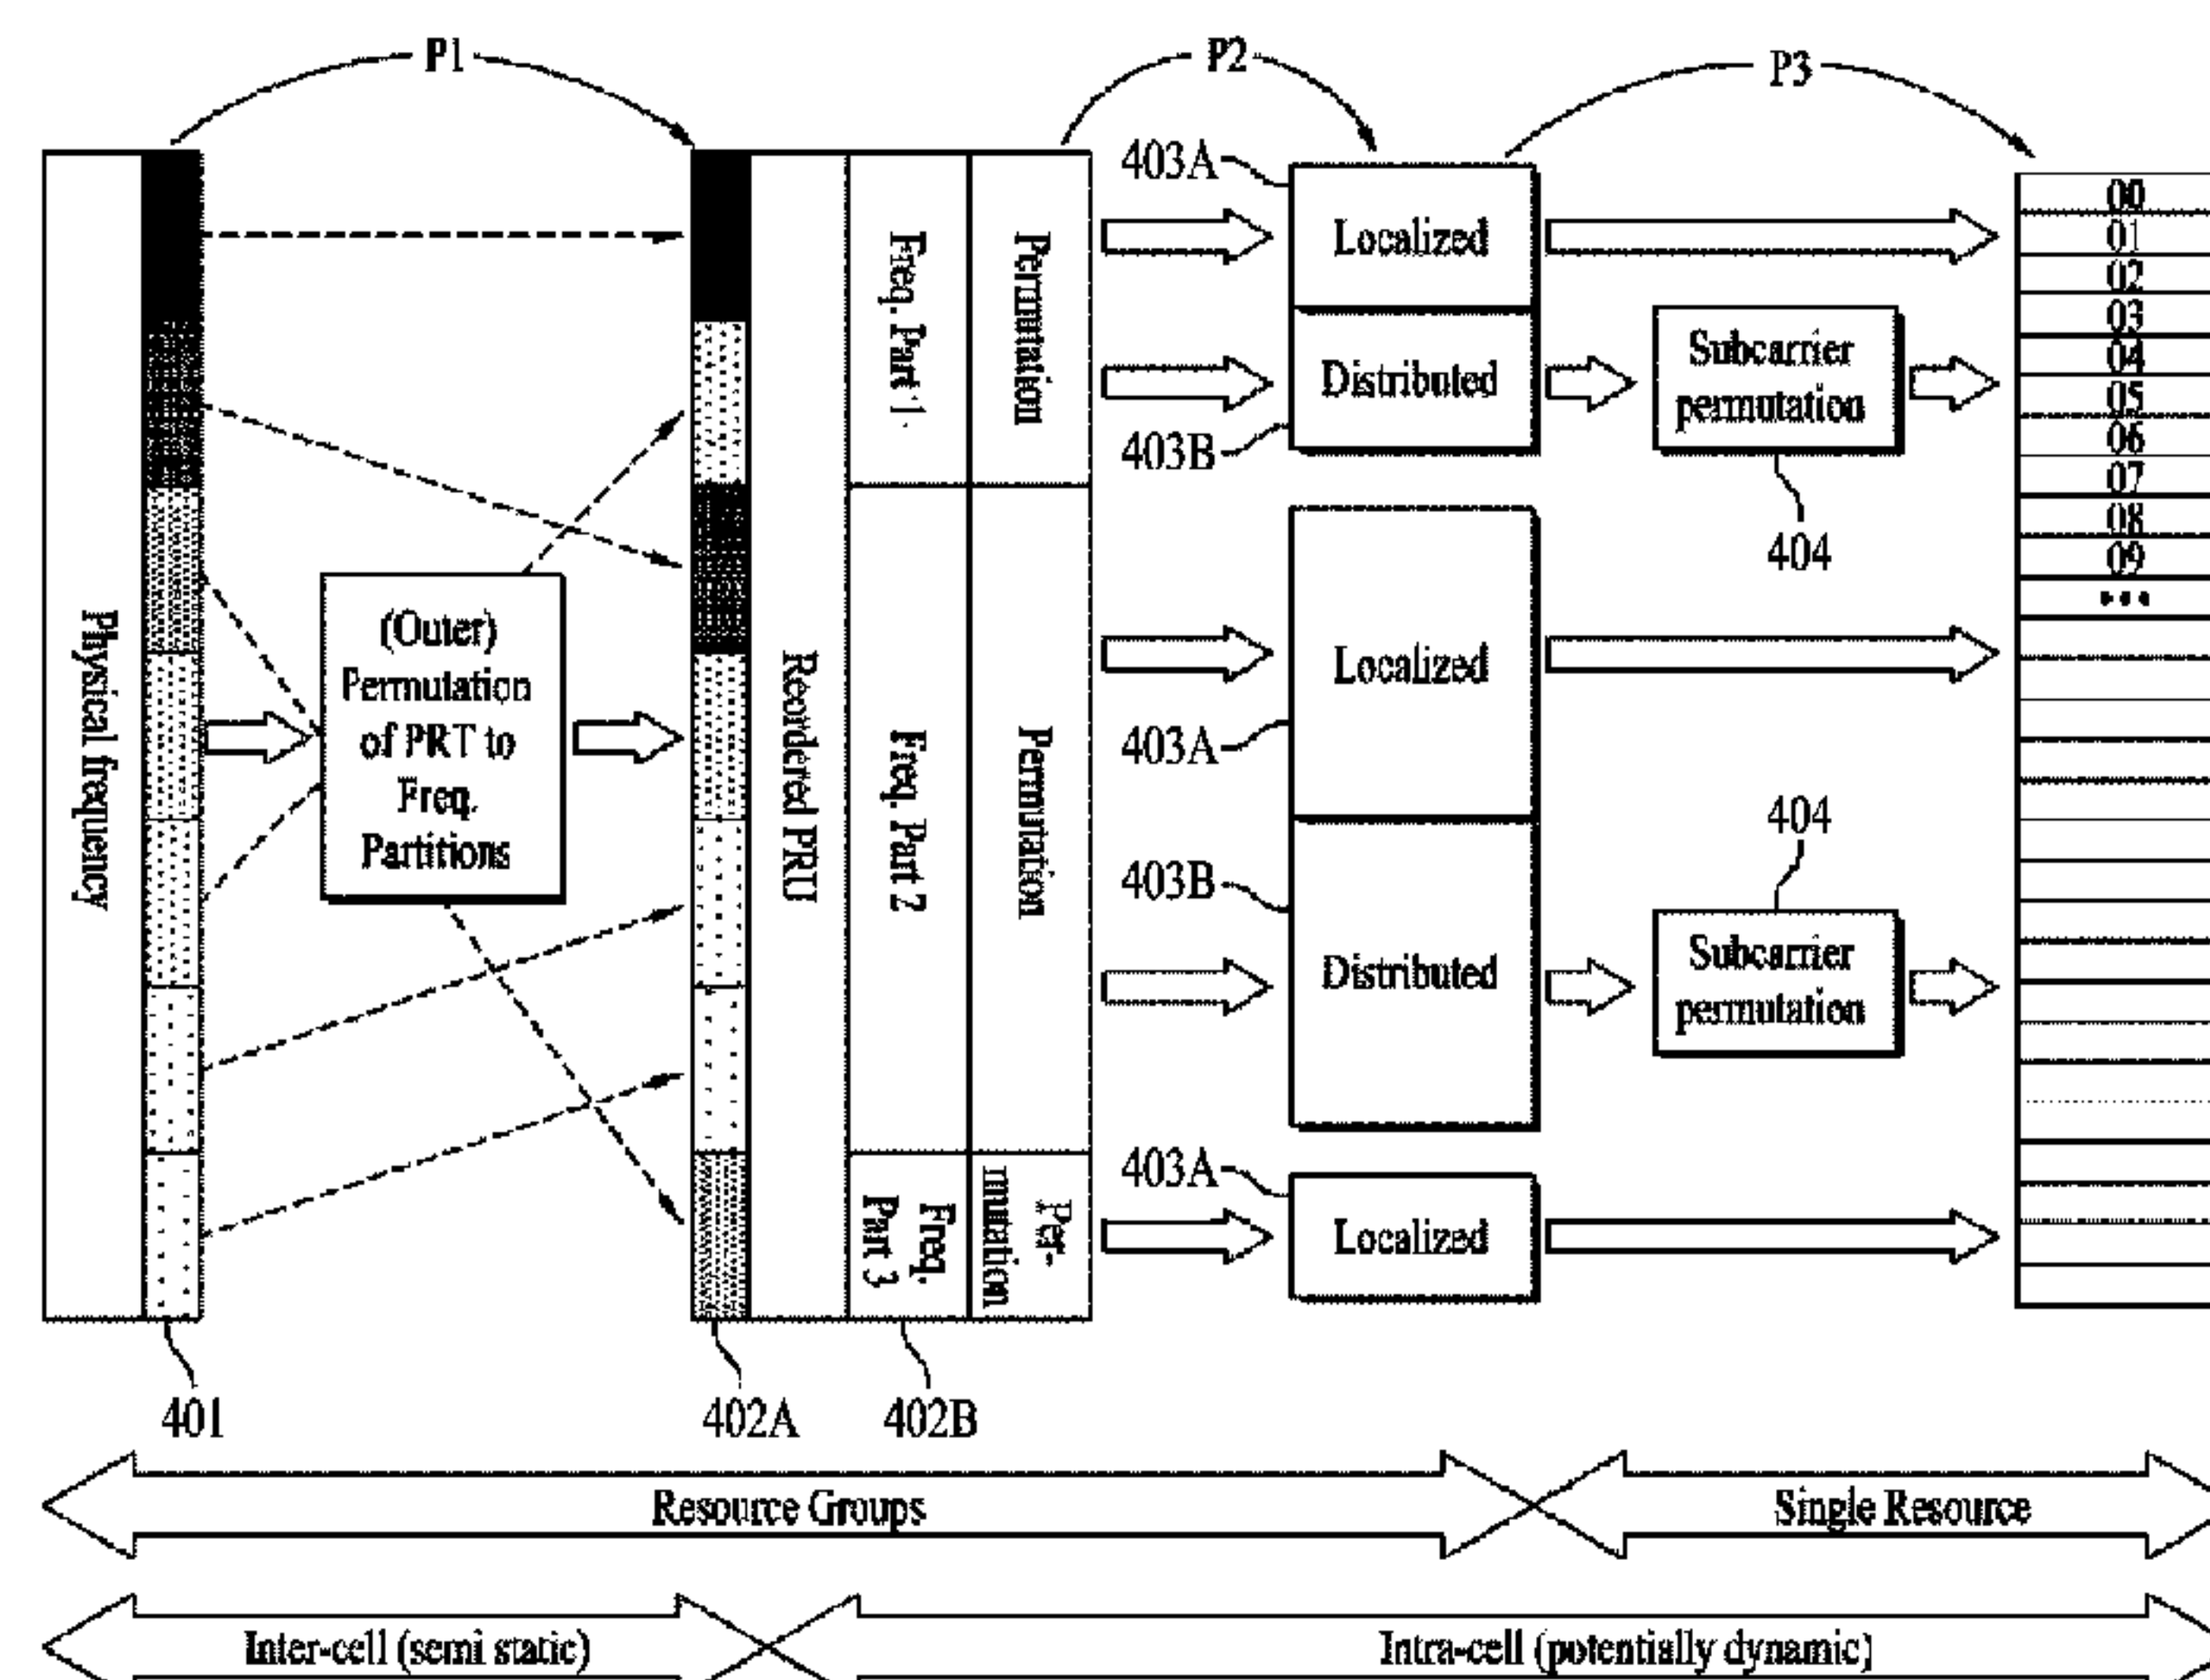 P1
P2
P3
Physical frequency
(Outer)
Permutation
of PRT to
Freq.
Partitions
Reordered PRU
Freq. Part 1
Permutation
Freq. Part 2
Permutation
Freq.
Part 3
Per-
mutation
403A
Localized
Distributed
403B
Subcarrier
permutation
404
Localized
403A
403B
Distributed
404
Subcarrier
permutation
403A
Localized
00
01
02
03
04
05
06
07
08
09
•••
401
402A
402B
Resource Groups
Single Resource
Inter-cell (semi static)
Intra-cell (potentially dynamic)